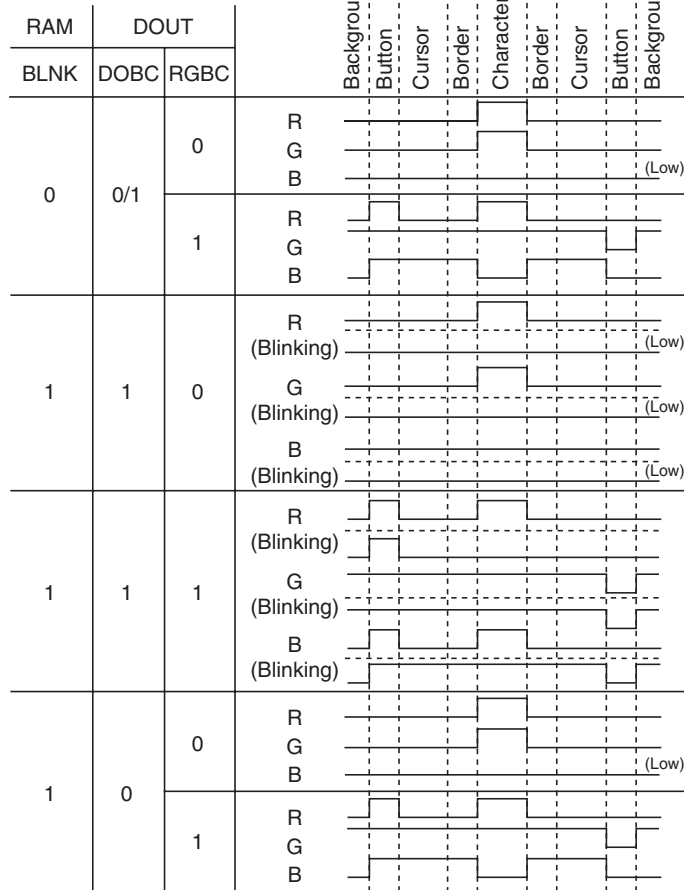 RAM DOUT
BLNK DOBC RGBC
Button Cursor Border Character Border Cursor Button
0 0/1 0 R
G
B (Low)
1 R
G
B
1 1 0 R
(Blinking) (Low)
G
(Blinking) (Low)
B
(Blinking) (Low)
1 1 1 R
(Blinking)
G
(Blinking)
B
(Blinking)
1 0 0 R
G
B (Low)
1 R
G
B